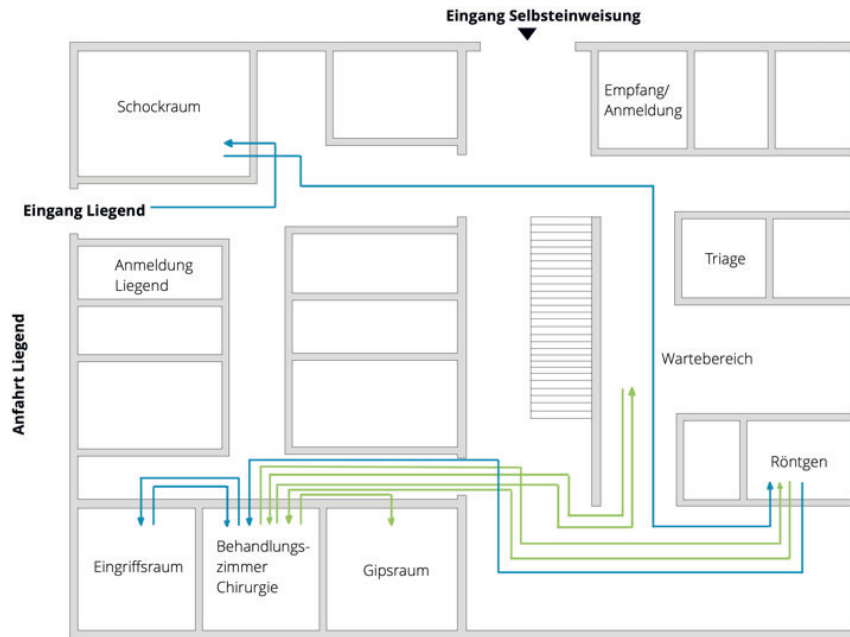 Eingang Selbsteinweisung
Schockraum
Empfang/
Anmeldung
Eingang Liegend
Anmeldung
Liegend
Triage
Anfahrt Liegend
Wartebereich
Röntgen
Eingriffsraum
Behandlungs-
zimmer
Chirurgie
Gipsraum